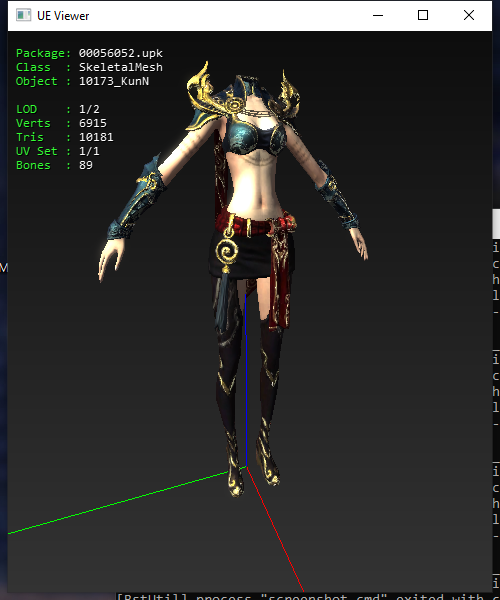 UE Viewer
Package: 00056052.upk
Class : SkeletalMesh
Object : 10173_KunN
LOD : 1/2
Verts : 6915
Tris : 10181
UV Set : 1/1
Bones : 89
M
i
c
h
l
-
i
c
h
l
-
i
c
h
l
-
i
[BstUtil] process "screenshot.cmd" exited with c